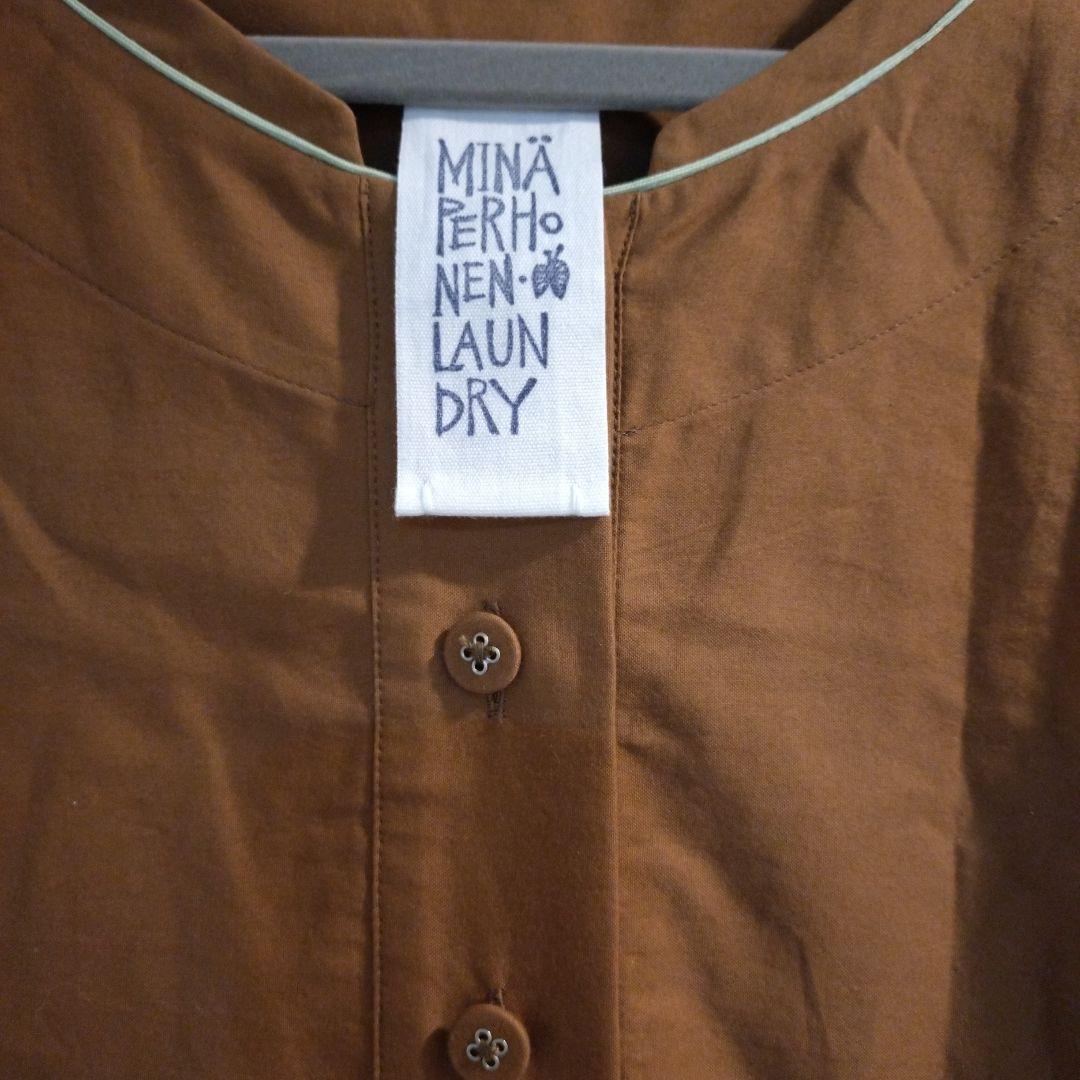 MINÄ
PERHO
NEN·
LAUN
DRY